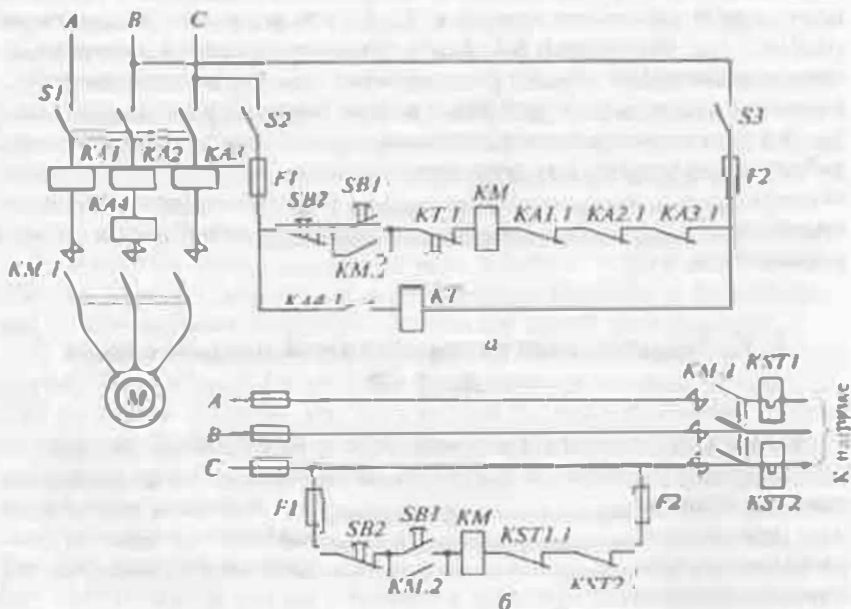 A B C
S1
S2
S3
KA1 KA2 KA3
F1
F2
KA4
SB2
SB1
KT.1
KM
KA1.1
KA2.1
KA3.1
KM.2
KM.1
KA4.1
KT
M
а
A
B
C
KM.1
KST1
К нагрузке
KST2
F1
F2
SB2
SB1
KM
KST1.1
KM.2
KST2.1
б